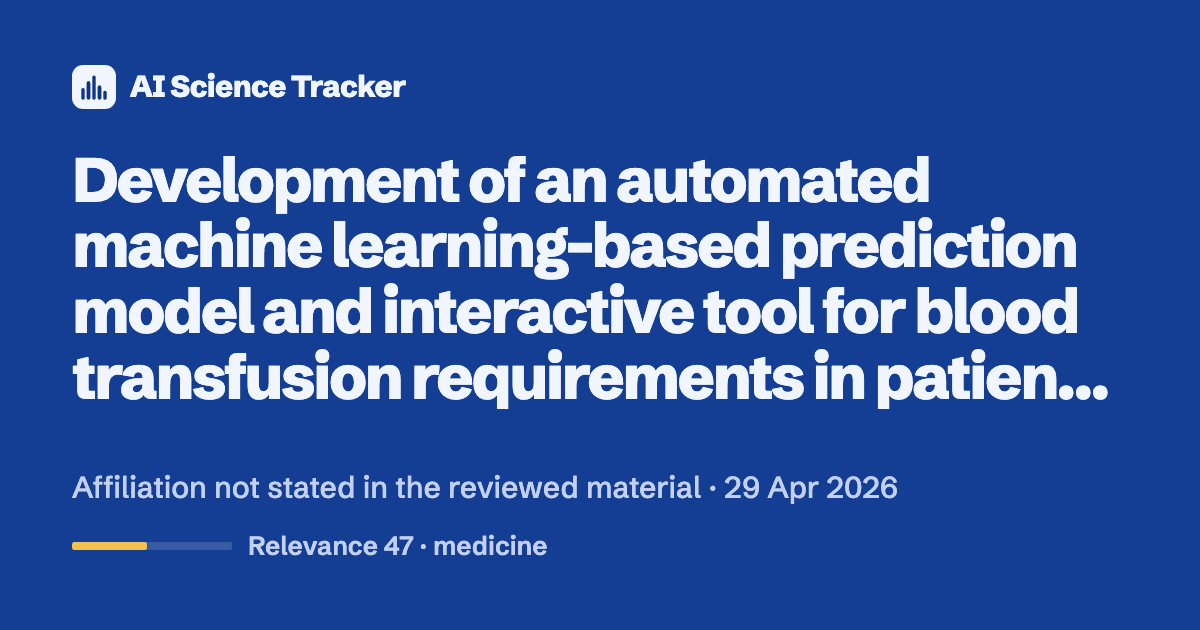 AI Science Tracker
Development of an automated
machine learning-based prediction
model and interactive tool for blood
transfusion requirements in patien...
Affiliation not stated in the reviewed material · 29 Apr 2026
Relevance 47 · medicine